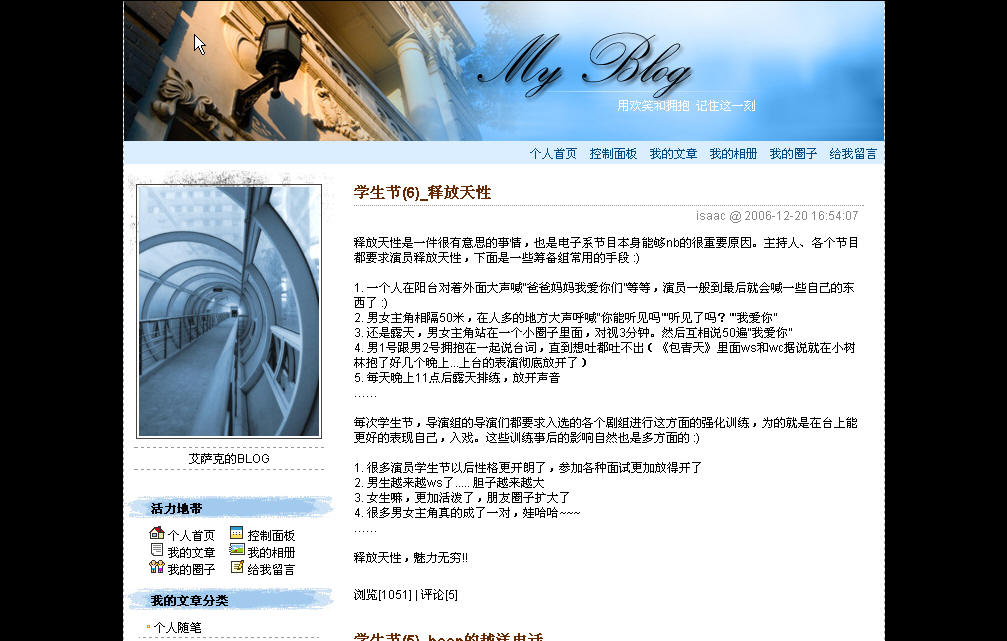 My Blog
用欢笑和拥抱 记住这一刻
个人首页 控制面板 我的文章 我的相册 我的圈子 给我留言
艾萨克的BLOG
活力地带
个人首页 控制面板
我的文章 我的相册
我的圈子 给我留言
我的文章分类
个人随笔
学生节(6)_释放天性
isaac @ 2006-12-20 16:54:07
释放天性是一件很有意思的事情，也是电子系节目本身能够nb的很重要原因。主持人、各个节目
都要求演员释放天性，下面是一些筹备组常用的手段 :)
1. 一个人在阳台对着外面大声喊"爸爸妈妈我爱你们"等等，演员一般到最后就会喊一些自己的东
西了 :)
2. 男女主角相隔50米，在人多的地方大声呼喊"你能听见吗""听见了吗？""我爱你"
3. 还是露天，男女主角站在一个小圈子里面，对视3分钟。然后互相说50遍"我爱你"
4. 男1号跟男2号拥抱在一起说台词，直到想吐都吐不出（《包青天》里面ws和wc据说就在小树
林抱了好几个晚上...上台的表演彻底放开了）
5. 每天晚上11点后露天排练，放开声音
……
每次学生节，导演组的导演们都要求入选的各个剧组进行这方面的强化训练，为的就是在台上能
更好的表现自己，入戏。这些训练事后的影响自然也是多方面的 :)
1. 很多演员学生节以后性格更开朗了，参加各种面试更加放得开了
2. 男生越来越ws了..... 胆子越来越大
3. 女生嘛，更加活泼了，朋友圈子扩大了
4. 很多男女主角真的成了一对，娃哈哈~~~
……
释放天性，魅力无穷!!
浏览[1051] | 评论[5]
学生节(5)_boen的越洋电话